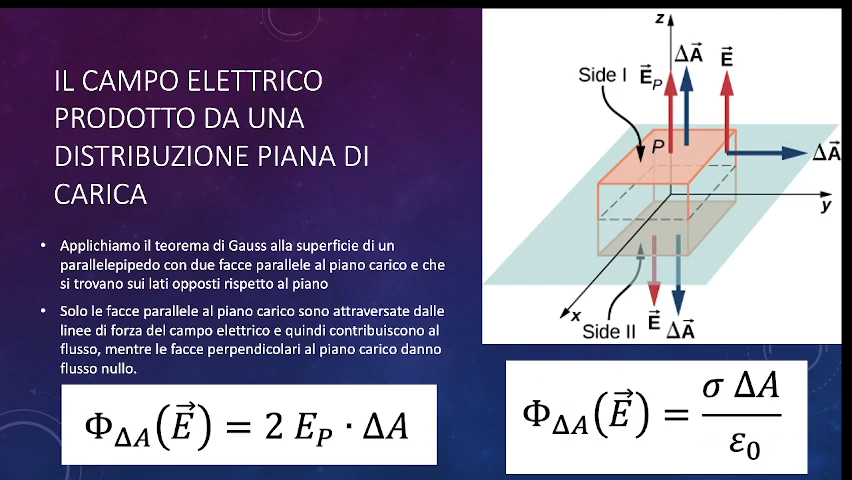 IL CAMPO ELETTRICO
PRODOTTO DA UNA
DISTRIBUZIONE PIANA DI
CARICA
• Applichiamo il teorema di Gauss alla superficie di un
parallelepipedo con due facce parallele al piano carico e che
si trovano sui lati opposti rispetto al piano
• Solo le facce parallele al piano carico sono attraversate dalle
linee di forza del campo elettrico e quindi contribuiscono al
flusso, mentre le facce perpendicolari al piano carico danno
flusso nullo.
Φ_ΔA(E⃗) = 2 E_P · ΔA
z
ΔA⃗
E⃗
Side I
E⃗_P
P
ΔA⃗
y
x
Side II
E⃗
ΔA⃗
Φ_ΔA(E⃗) = σ ΔA / ε₀